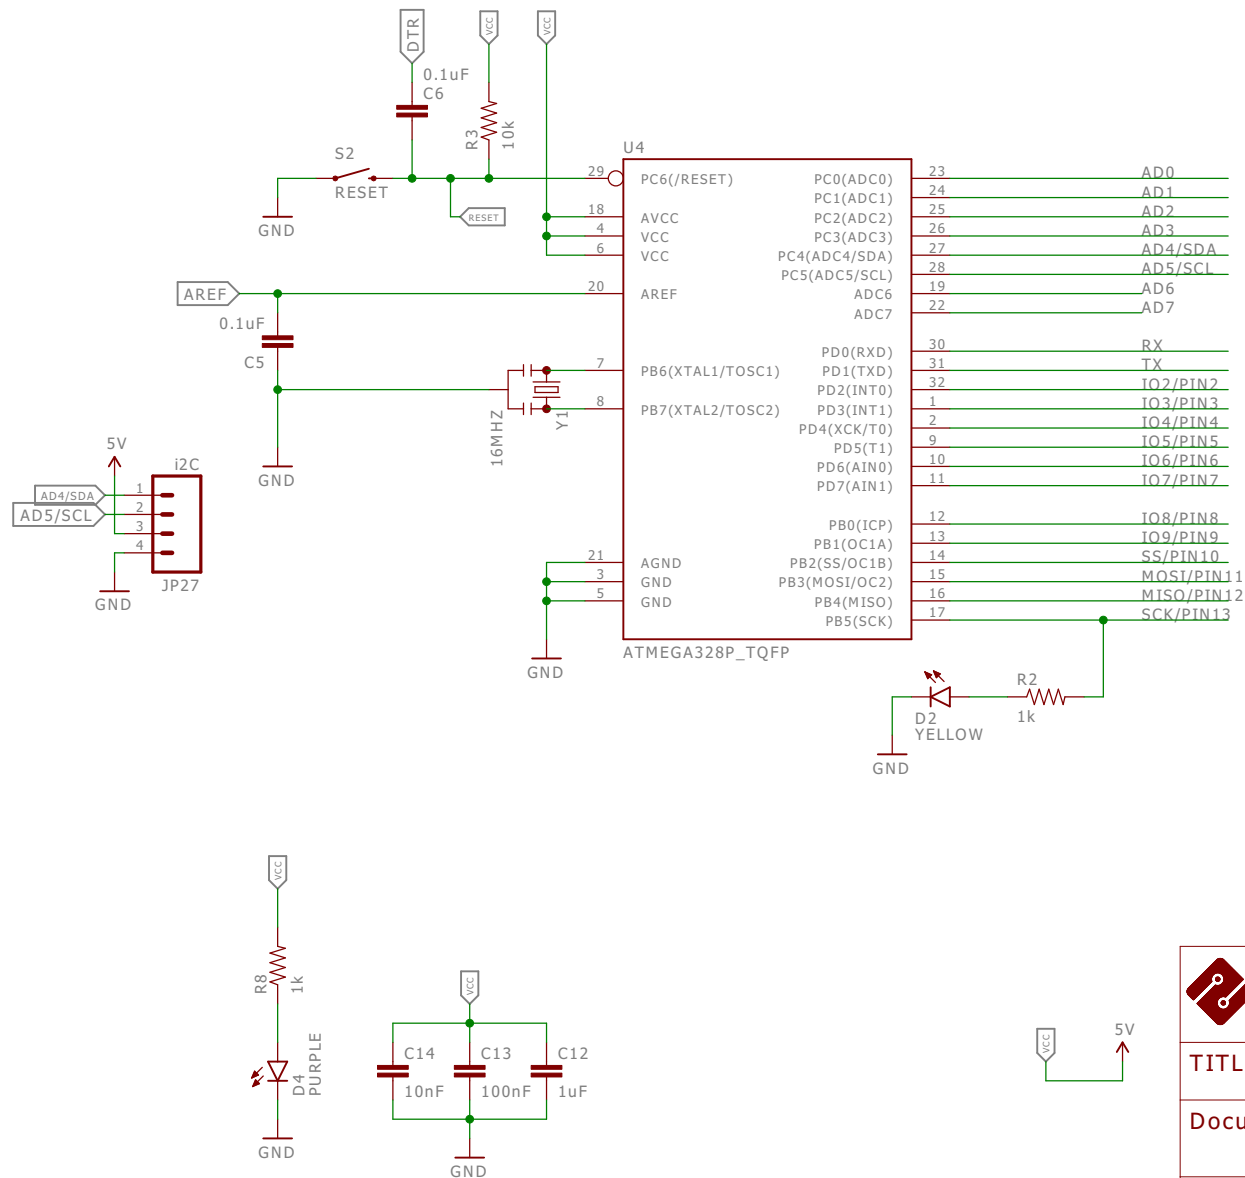 DTR
VCC
VCC
0.1uF
C6
R3
10k
S2
RESET
GND
RESET
U4
29
PC6(/RESET)
18
AVCC
4
VCC
6
VCC
20
AREF
AREF
0.1uF
C5
7
PB6(XTAL1/TOSC1)
8
PB7(XTAL2/TOSC2)
16MHZ
Y1
GND
21
AGND
3
GND
5
GND
GND
PC0(ADC0)
23
AD0
PC1(ADC1)
24
AD1
PC2(ADC2)
25
AD2
PC3(ADC3)
26
AD3
PC4(ADC4/SDA)
27
AD4/SDA
PC5(ADC5/SCL)
28
AD5/SCL
ADC6
19
AD6
ADC7
22
AD7
PD0(RXD)
30
RX
PD1(TXD)
31
TX
PD2(INT0)
32
IO2/PIN2
PD3(INT1)
1
IO3/PIN3
PD4(XCK/T0)
2
IO4/PIN4
PD5(T1)
9
IO5/PIN5
PD6(AIN0)
10
IO6/PIN6
PD7(AIN1)
11
IO7/PIN7
PB0(ICP)
12
IO8/PIN8
PB1(OC1A)
13
IO9/PIN9
PB2(SS/OC1B)
14
SS/PIN10
PB3(MOSI/OC2)
15
MOSI/PIN11
PB4(MISO)
16
MISO/PIN12
PB5(SCK)
17
SCK/PIN13
ATMEGA328P_TQFP
5V
i2C
AD4/SDA
1
AD5/SCL
2
3
4
GND
JP27
R2
1k
D2
YELLOW
GND
VCC
R8
1k
D4
PURPLE
GND
VCC
C14
10nF
C13
100nF
C12
1uF
GND
VCC
5V
TITL
Docu